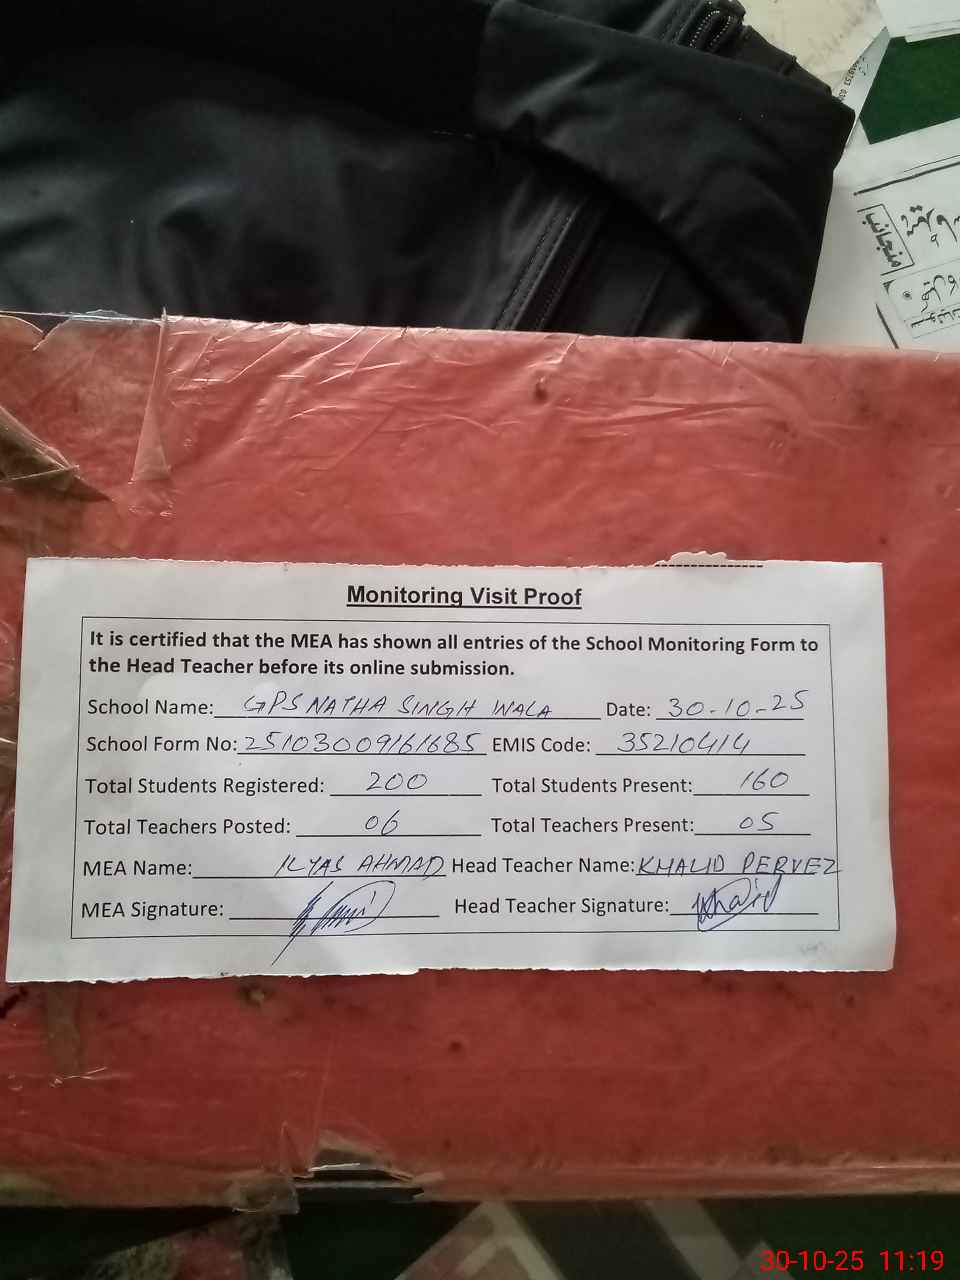 منجانب
Monitoring Visit Proof
It is certified that the MEA has shown all entries of the School Monitoring Form to
the Head Teacher before its online submission.
School Name: GPS NATHA SINGH WALA Date: 30-10-25
School Form No: 25103009161685 EMIS Code: 35210414
Total Students Registered: 200 Total Students Present: 160
Total Teachers Posted: 06 Total Teachers Present: 05
MEA Name: ILYAS AHMAD Head Teacher Name: KHALID PERVEZ
MEA Signature: Head Teacher Signature: Khalid
30-10-25 11:19